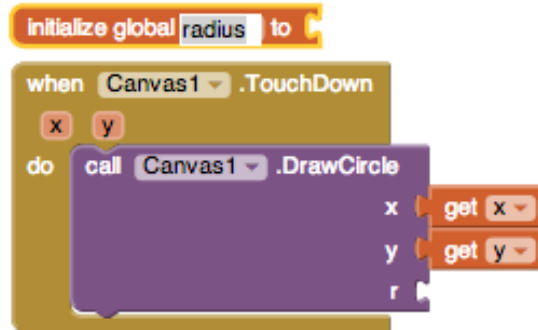 initialize global radius to
when Canvas1 .TouchDown
x y
do call Canvas1 .DrawCircle
x get x
y get y
r